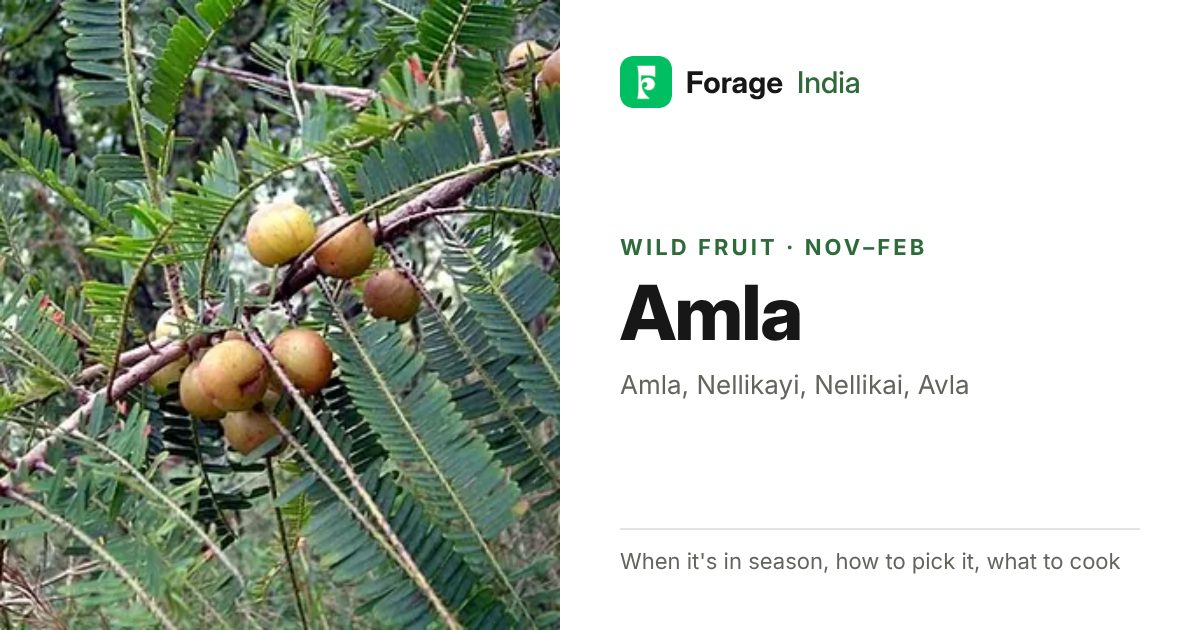 Forage India
WILD FRUIT · NOV–FEB
Amla
Amla, Nellikayi, Nellikai, Avla
When it's in season, how to pick it, what to cook